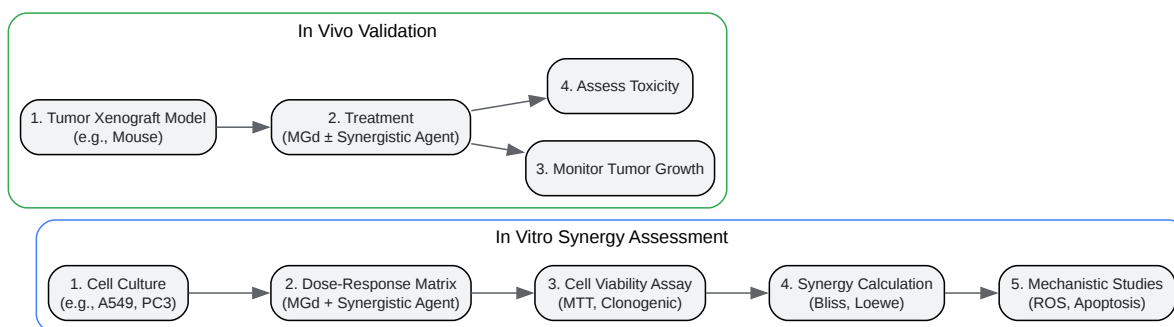 In Vivo Validation
1. Tumor Xenograft Model
(e.g., Mouse)
2. Treatment
(MGd ± Synergistic Agent)
4. Assess Toxicity
3. Monitor Tumor Growth
In Vitro Synergy Assessment
1. Cell Culture
(e.g., A549, PC3)
2. Dose-Response Matrix
(MGd + Synergistic Agent)
3. Cell Viability Assay
(MTT, Clonogenic)
4. Synergy Calculation
(Bliss, Loewe)
5. Mechanistic Studies
(ROS, Apoptosis)